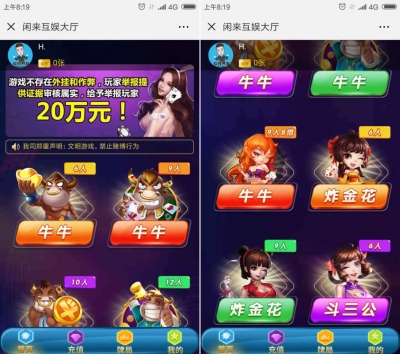 上午8:19
4G
× 闲来互娱大厅
H.
0张
游戏不存在外挂和作弊，玩家举报提
供证据审核属实，给予举报玩家
20万元！
我司郑重声明：文明游戏，禁止赌博行为
6人
牛牛
9人
牛牛
10人
12人
首页
充值
牌局
我的
上午8:19
4G
× 闲来互娱大厅
H.
0张
牛牛
牛牛
9人8倍
牛牛
6人
炸金花
9人
炸金花
6人
斗三公
首页
充值
牌局
我的